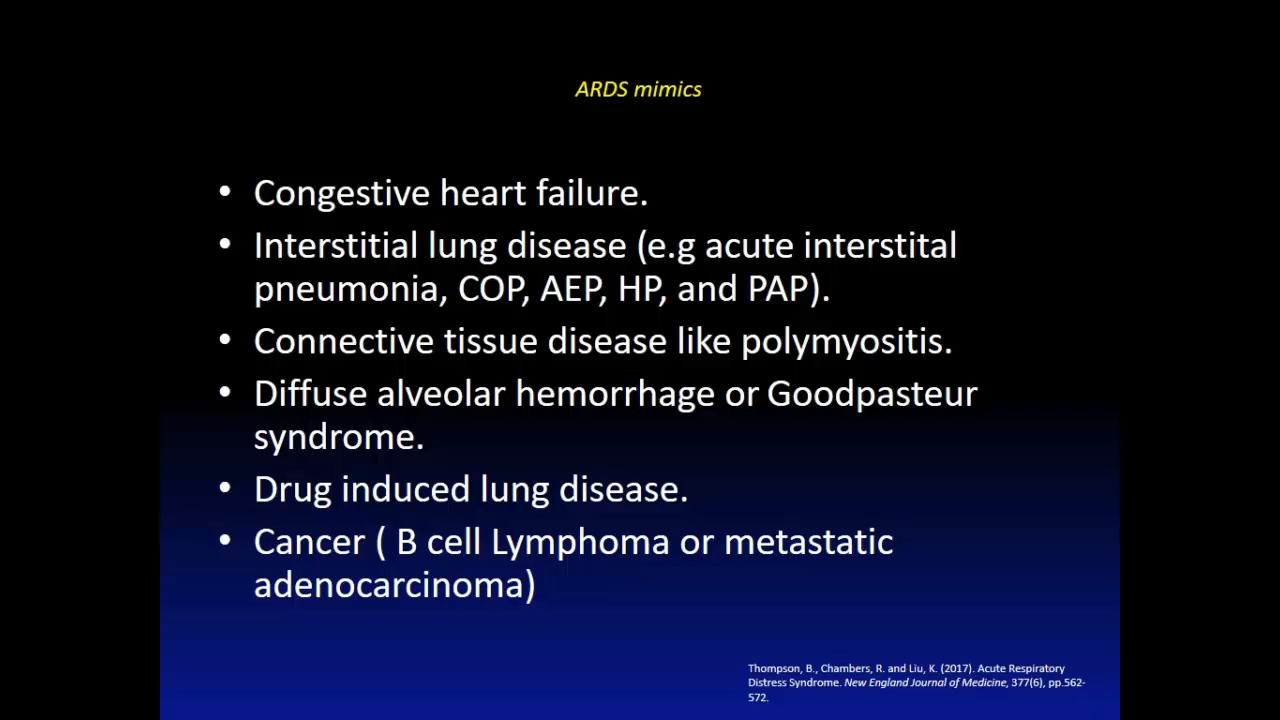 ARDS mimics
• Congestive heart failure.
• Interstitial lung disease (e.g acute interstital
pneumonia, COP, AEP, HP, and PAP).
• Connective tissue disease like polymyositis.
• Diffuse alveolar hemorrhage or Goodpasteur
syndrome.
• Drug induced lung disease.
• Cancer ( B cell Lymphoma or metastatic
adenocarcinoma)
Thompson, B., Chambers, R. and Liu, K. (2017). Acute Respiratory
Distress Syndrome. New England Journal of Medicine, 377(6), pp.562-
572.